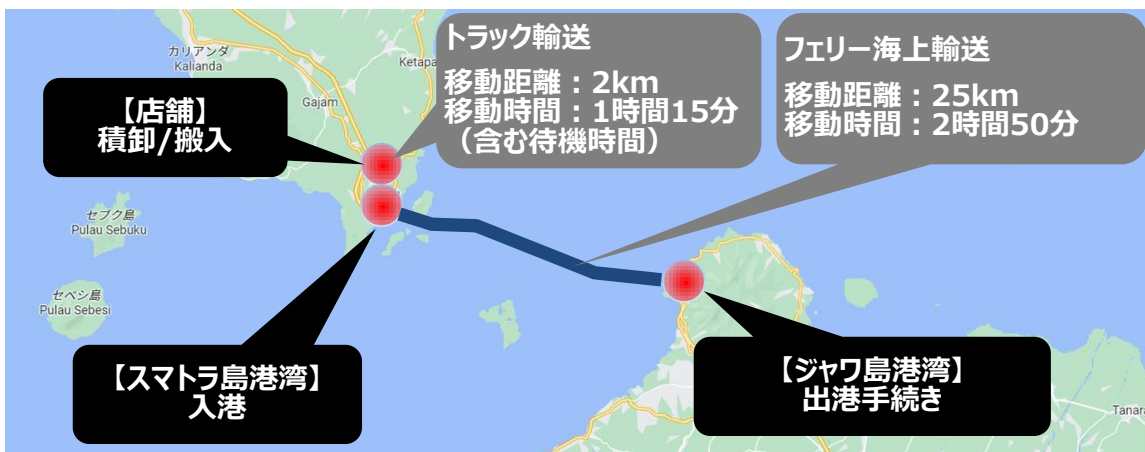 トラック輸送
移動距離：2km
移動時間：1時間15分
（含む待機時間）
フェリー海上輸送
移動距離：25km
移動時間：2時間50分
カリアンダ
Kalianda
Ketapa
Gajam
【店舗】
積卸/搬入
セブク島
Pulau Sebuku
セベシ島
Pulau Sebesi
【スマトラ島港湾】
入港
【ジャワ島港湾】
出港手続き
Tanara